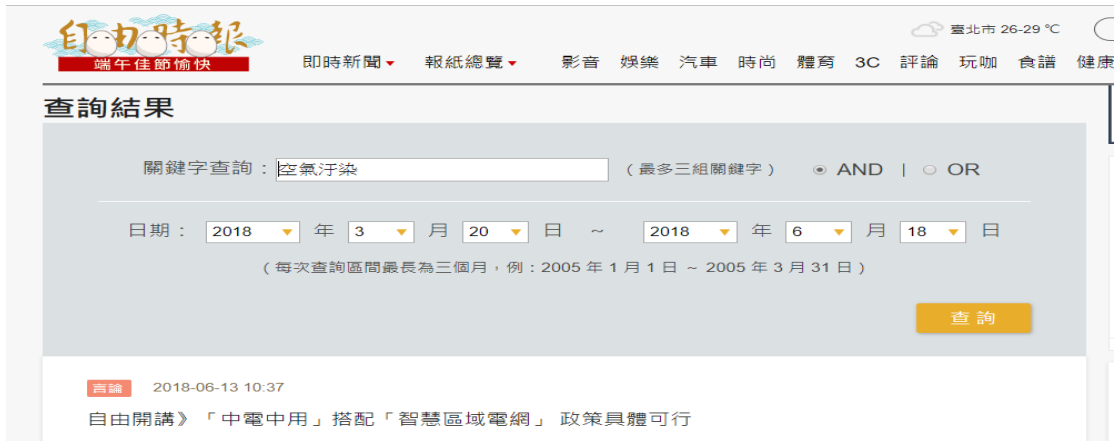 自由時報
端午佳節愉快
臺北市 26-29 ℃
即時新聞 報紙總覽 影音 娛樂 汽車 時尚 體育 3C 評論 玩咖 食譜 健康
查詢結果
關鍵字查詢： 空氣汙染 （最多三組關鍵字） AND | OR
日期： 2018 年 3 月 20 日 ～ 2018 年 6 月 18 日
（每次查詢區間最長為三個月，例：2005 年 1 月 1 日 ~ 2005 年 3 月 31 日）
查詢
言論 2018-06-13 10:37
自由開講》「中電中用」搭配「智慧區域電網」 政策具體可行